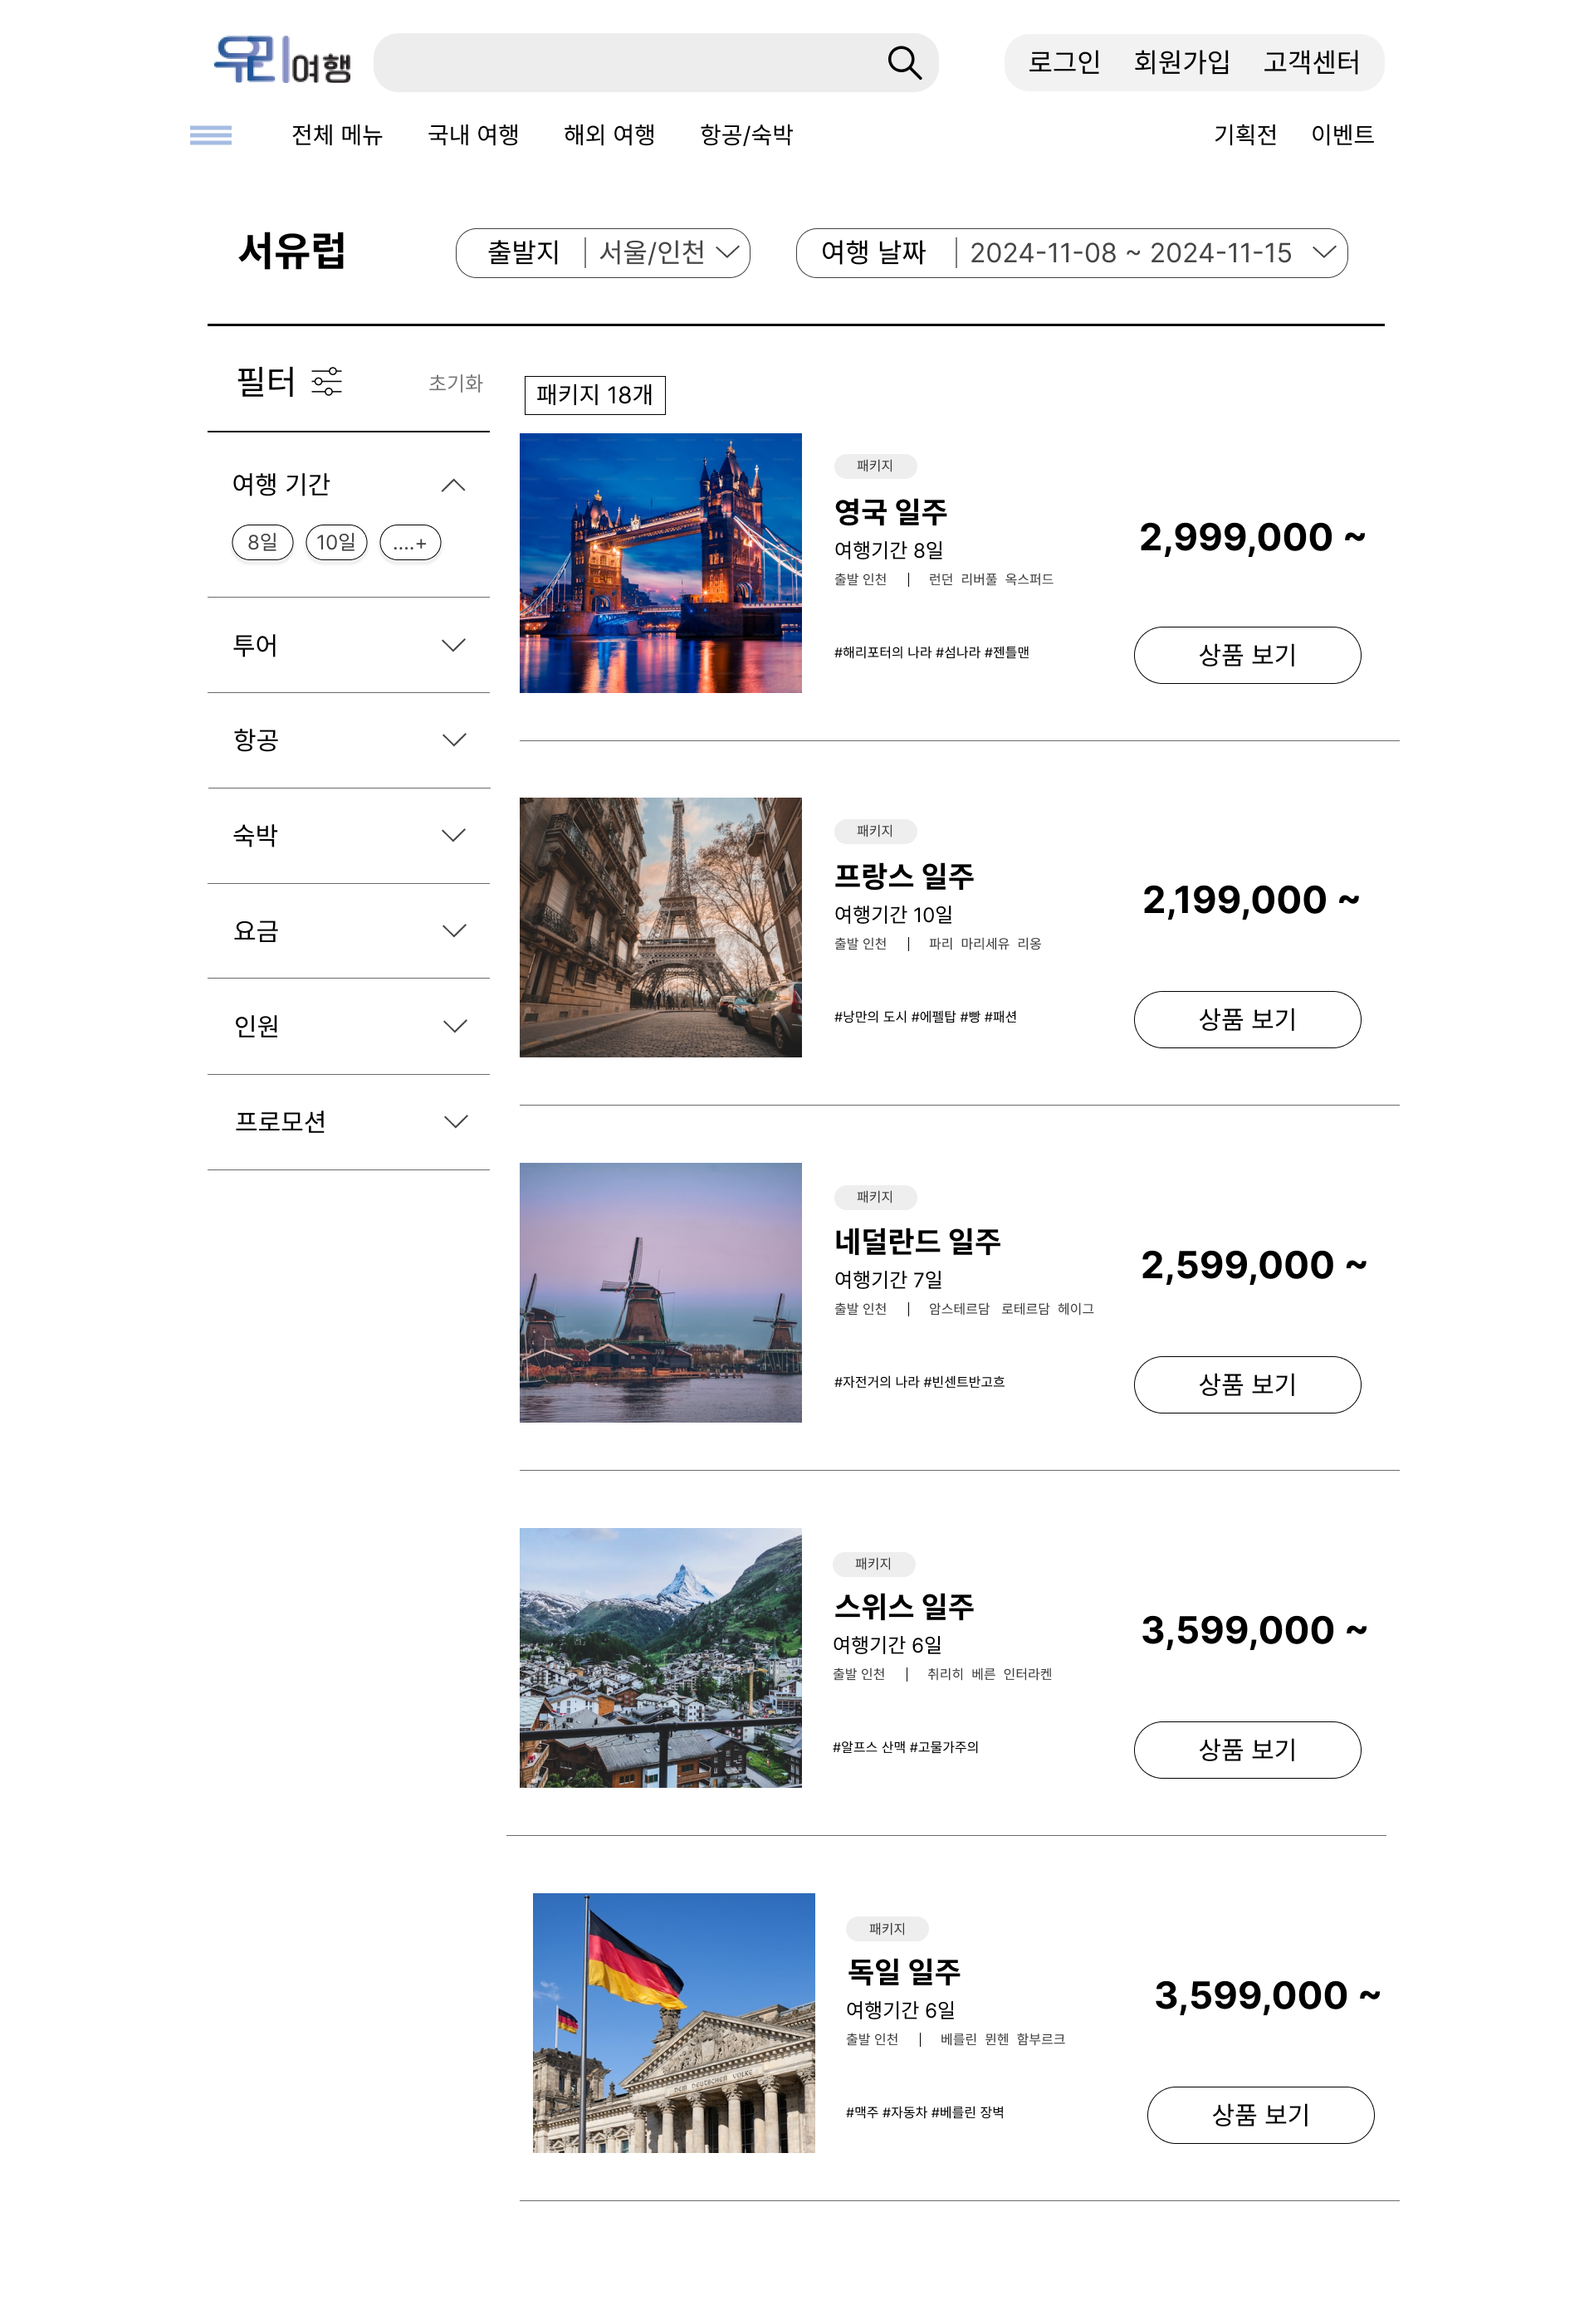 우리여행
로그인 회원가입 고객센터
전체 메뉴 국내 여행 해외 여행 항공/숙박 기획전 이벤트
서유럽 출발지 서울/인천 여행 날짜 2024-11-08 ~ 2024-11-15
필터 초기화
여행 기간
8일 10일 ....+
투어
항공
숙박
요금
인원
프로모션
패키지 18개
패키지
영국 일주
여행기간 8일
출발 인천 | 런던 리버풀 옥스퍼드
#해리포터의 나라 #섬나라 #젠틀맨
2,999,000 ~
상품 보기
패키지
프랑스 일주
여행기간 10일
출발 인천 | 파리 마리세유 리옹
#낭만의 도시 #에펠탑 #빵 #패션
2,199,000 ~
상품 보기
패키지
네덜란드 일주
여행기간 7일
출발 인천 | 암스테르담 로테르담 헤이그
#자전거의 나라 #빈센트반고흐
2,599,000 ~
상품 보기
패키지
스위스 일주
여행기간 6일
출발 인천 | 취리히 베른 인터라켄
#알프스 산맥 #고물가주의
3,599,000 ~
상품 보기
DEM DEUTSCHEN VOLKE
패키지
독일 일주
여행기간 6일
출발 인천 | 베를린 뮌헨 함부르크
#맥주 #자동차 #베를린 장벽
3,599,000 ~
상품 보기